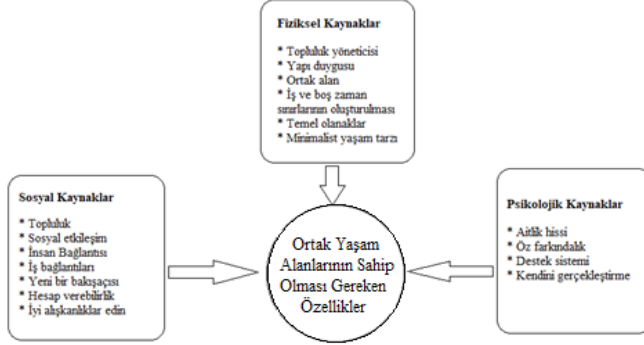 Fiziksel Kaynaklar
* Topluluk yöneticisi
* Yapı duygusu
* Ortak alan
* İş ve boş zaman
sınırlarının oluşturulması
* Temel olanaklar
* Minimalist yaşam tarzı
Sosyal Kaynaklar
* Topluluk
* Sosyal etkileşim
* İnsan Bağlantısı
* İş bağlantıları
* Yeni bir bakışaçısı
* Hesap verebilirlik
* İyi alışkanlıklar edin
Ortak Yaşam
Alanlarının Sahip
Olması Gereken
Özellikler
Psikolojik Kaynaklar
* Aitlik hissi
* Öz farkındalık
* Destek sistemi
* Kendini gerçekleştirme